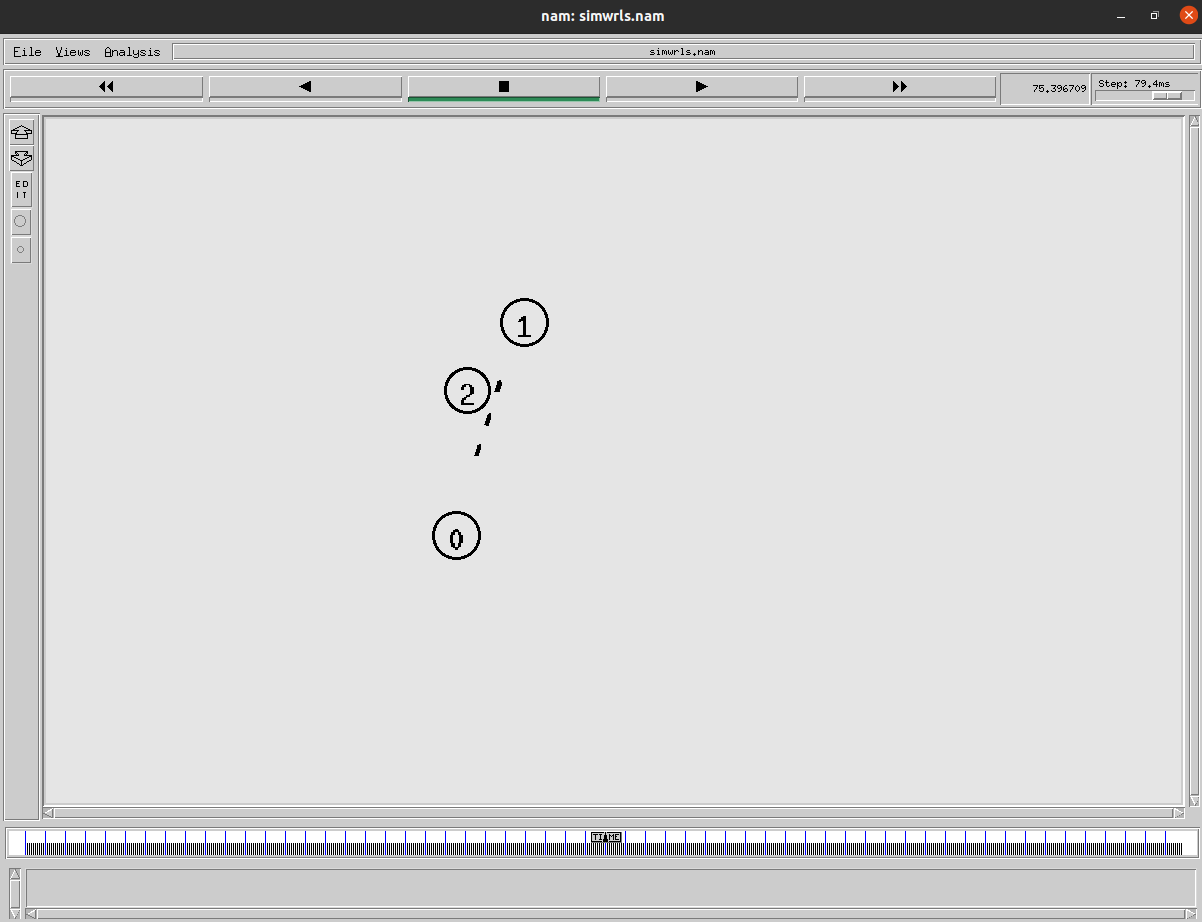 nam: simwrls.nam
File Views Analysis simwrls.nam
75.396709 Step: 79.4ms
ED
IT
1
2
0
TIME